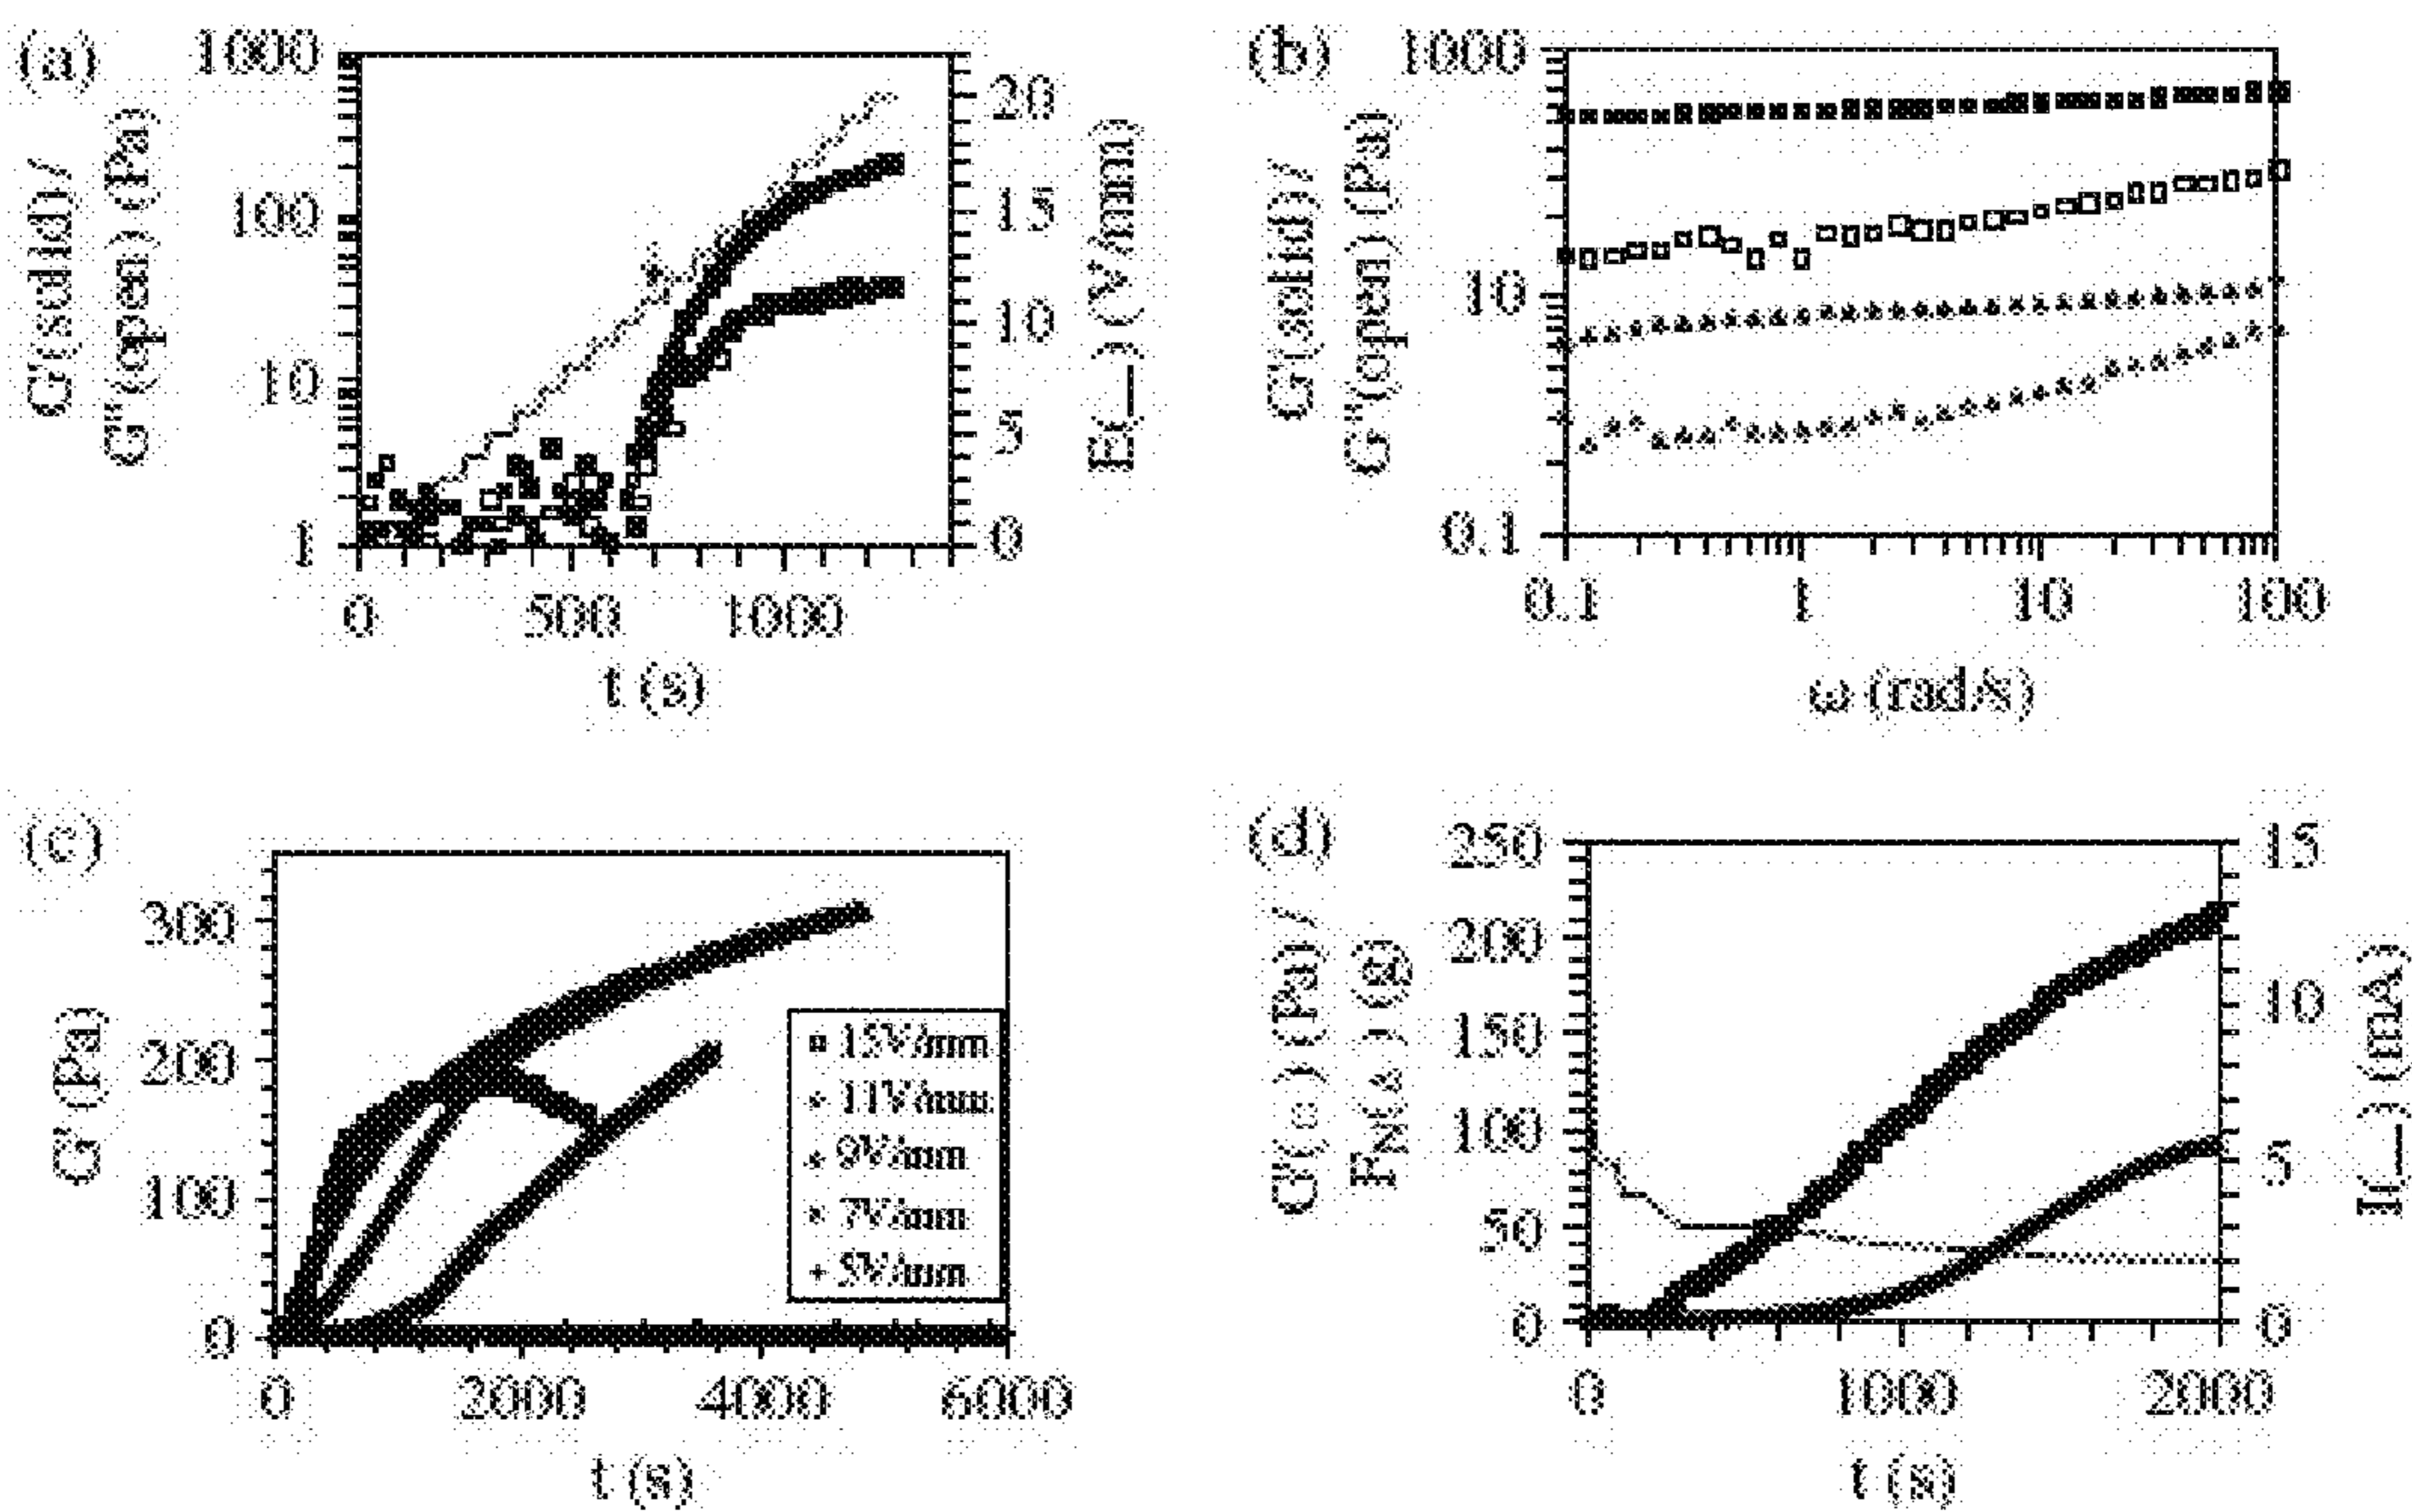 (a)
1000
100
10
1
G'(solid)/
G"(open) (Pa)
20
15
10
5
0
E(_) (V/mm)
0 500 1000
t (s)
(b)
1000
10
0.1
G'(solid)/
G"(open) (Pa)
0.1 1 10 100
ω (rad/s)
(c)
300
200
100
0
G' (Pa)
15V/mm
11V/mm
9V/mm
7V/mm
5V/mm
0 2000 4000 6000
t (s)
(d)
250
200
150
100
50
0
G'(o) (Pa)/
F_N(Δ) (g)
15
10
5
0
I(_) (mA)
0 1000 2000
t (s)